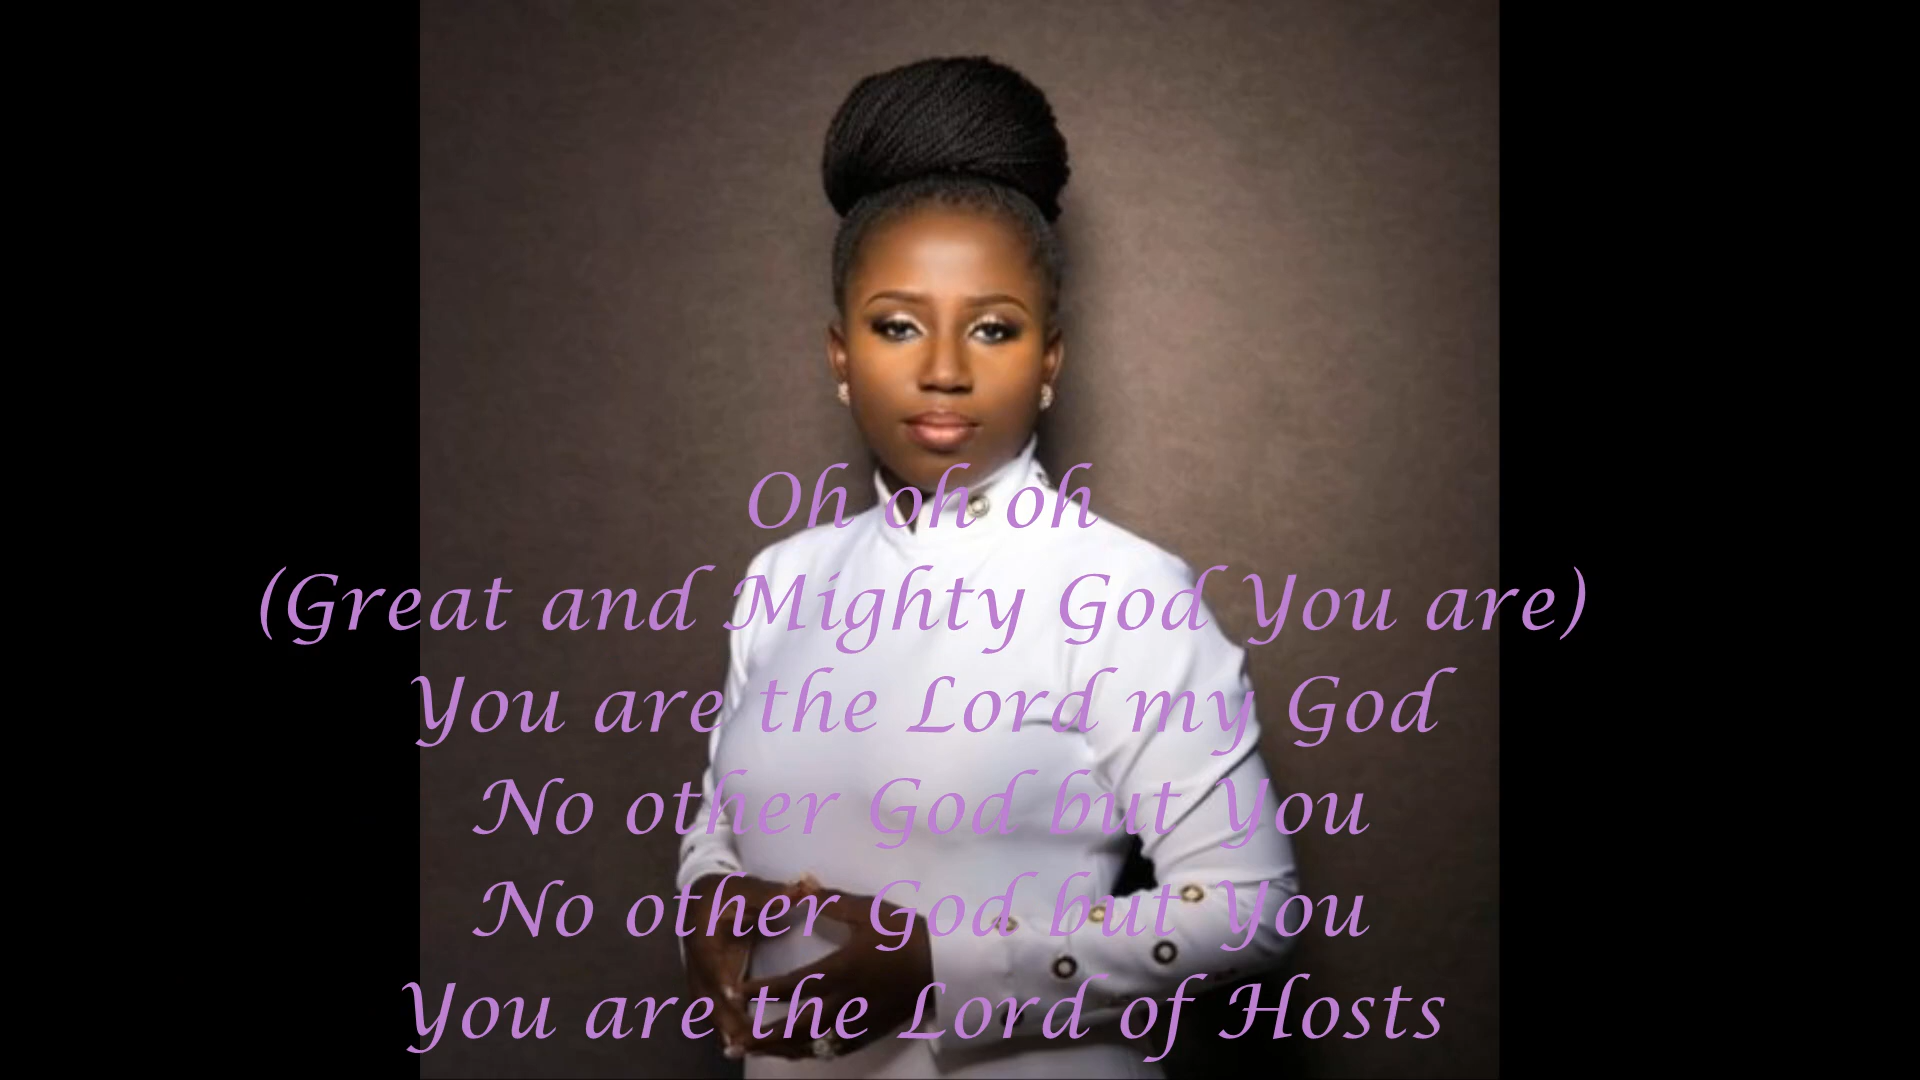 Oh oh oh
(Great and Mighty God You are)
You are the Lord my God
No other God but You
No other God but You
You are the Lord of Hosts